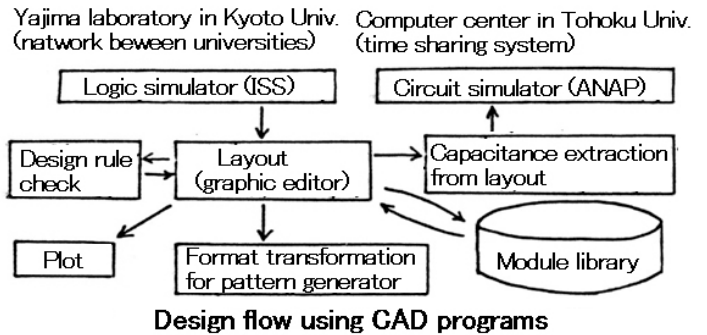 Yajima laboratory in Kyoto Univ.
(natwork beween universities)
Computer center in Tohoku Univ.
(time sharing system)
Logic simulator (ISS)
Circuit simulator (ANAP)
Design rule
check
Layout
(graphic editor)
Capacitance extraction
from layout
Plot
Format transformation
for pattern generator
Module library
Design flow using CAD programs